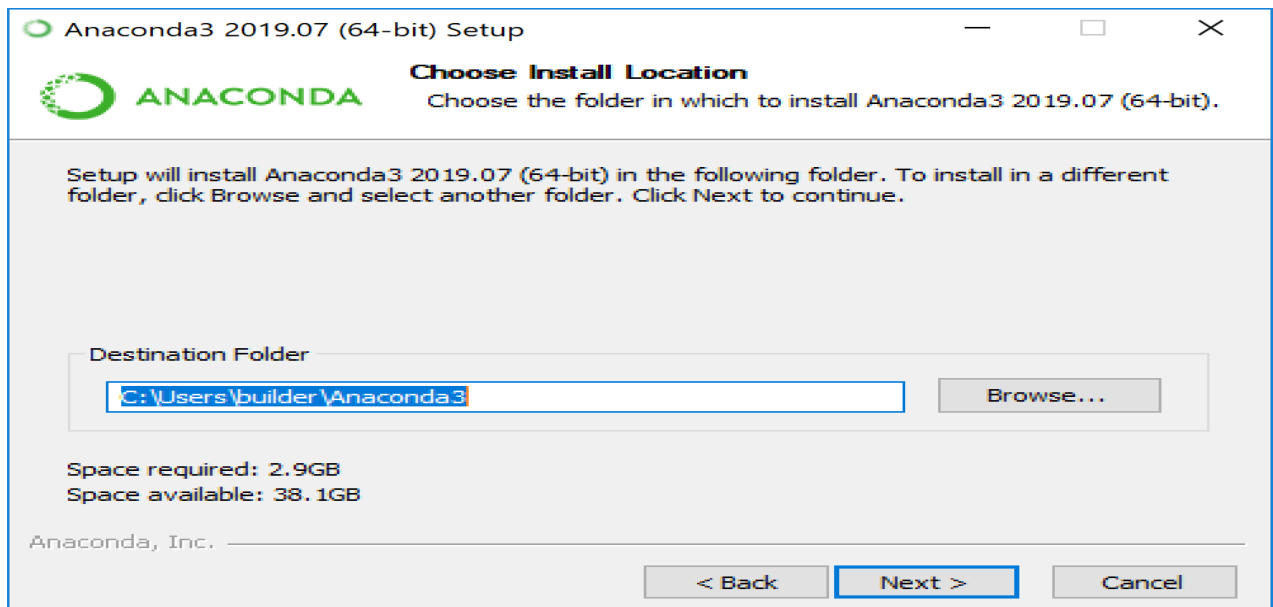 Anaconda3 2019.07 (64-bit) Setup
ANACONDA
Choose Install Location
Choose the folder in which to install Anaconda3 2019.07 (64-bit).
Setup will install Anaconda3 2019.07 (64-bit) in the following folder. To install in a different
folder, click Browse and select another folder. Click Next to continue.
Destination Folder
C:\Users\builder\Anaconda3
Browse...
Space required: 2.9GB
Space available: 38.1GB
Anaconda, Inc.
< Back
Next >
Cancel